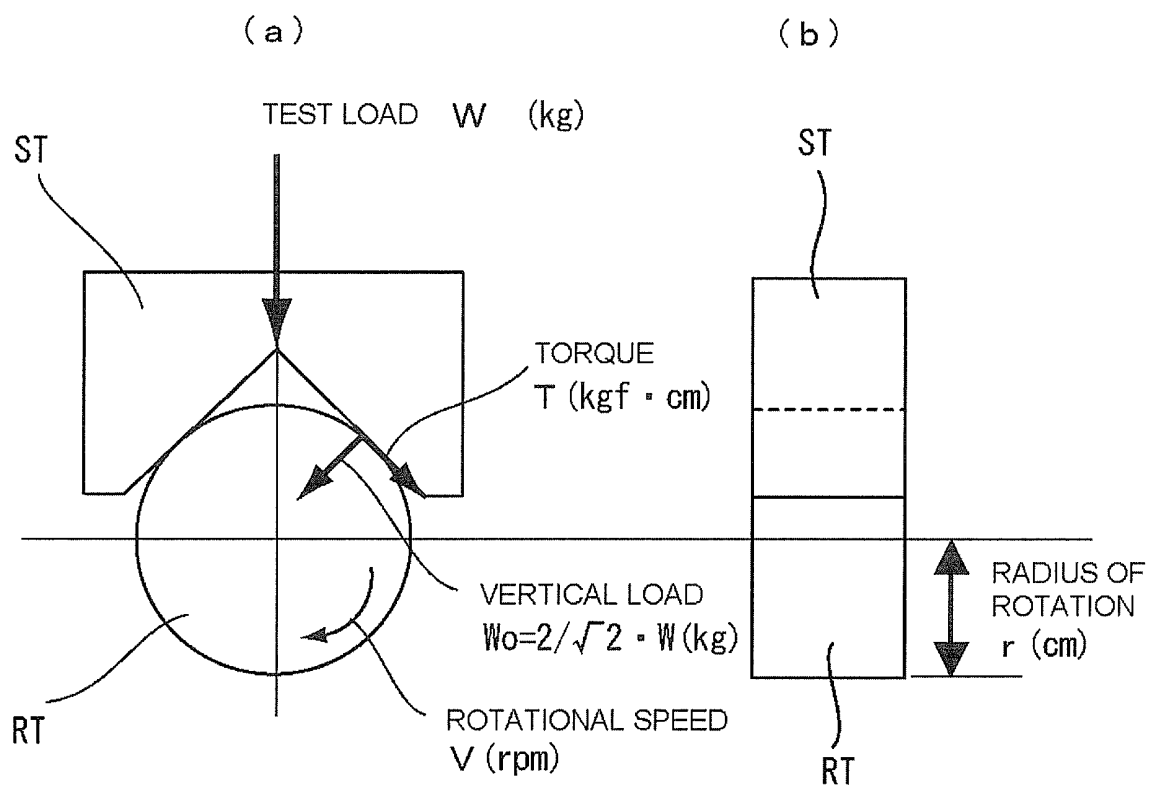 (a)
(b)
TEST LOAD W (kg)
ST
ST
TORQUE
T (kgf・cm)
VERTICAL LOAD
Wo=2/√2・W(kg)
RADIUS OF
ROTATION
r (cm)
ROTATIONAL SPEED
V (rpm)
RT
RT